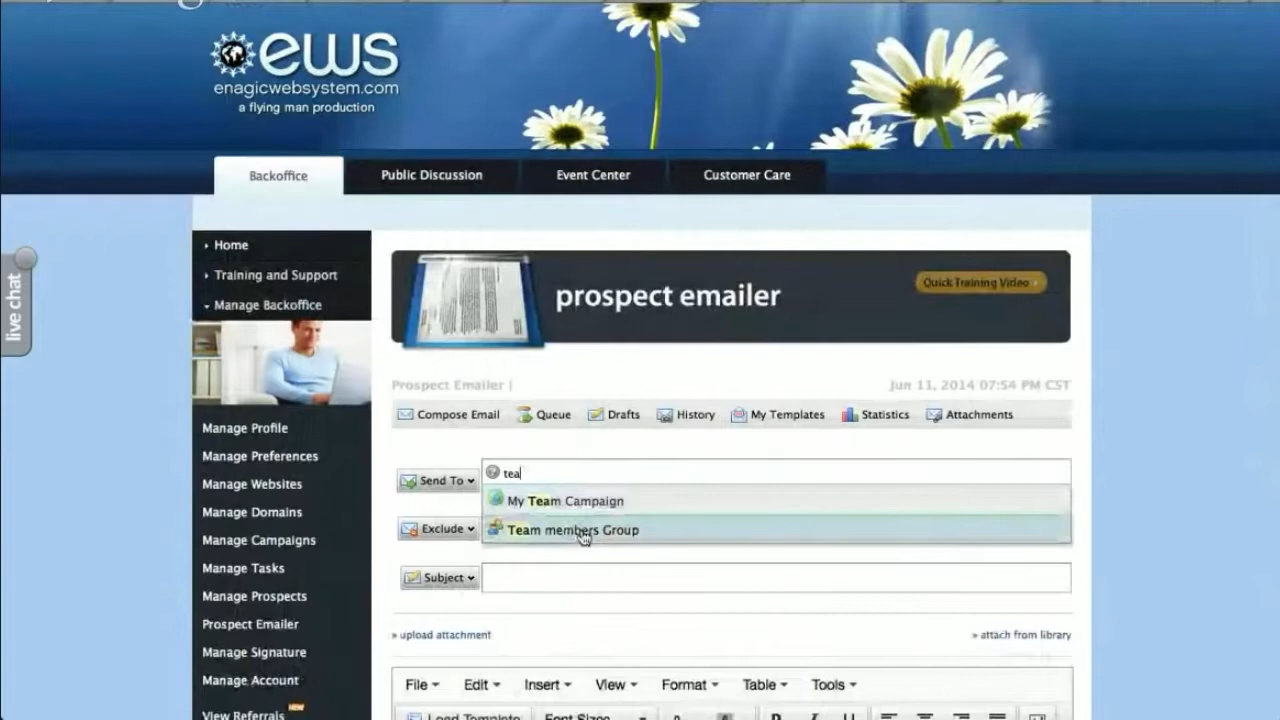 ews
enagicwebsystem.com
a flying man production
Backoffice
Public Discussion
Event Center
Customer Care
live chat
Home
Training and Support
Manage Backoffice
Manage Profile
Manage Preferences
Manage Websites
Manage Domains
Manage Campaigns
Manage Tasks
Manage Prospects
Prospect Emailer
Manage Signature
Manage Account
View Referrals NEW
prospect emailer
Quick Training Video
Prospect Emailer |
Jun 11, 2014 07:54 PM CST
Compose Email Queue Drafts History My Templates Statistics Attachments
Send To tea
My Team Campaign
Exclude Team members Group
Subject
» upload attachment
» attach from library
File Edit Insert View Format Table Tools
Load Template Font Sizes